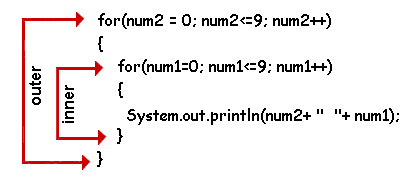 for(num2 = 0; num2<=9; num2++)
{
outer
for(num1=0; num1<=9; num1++)
inner
{
System.out.println(num2+ "  "+ num1);
}
}